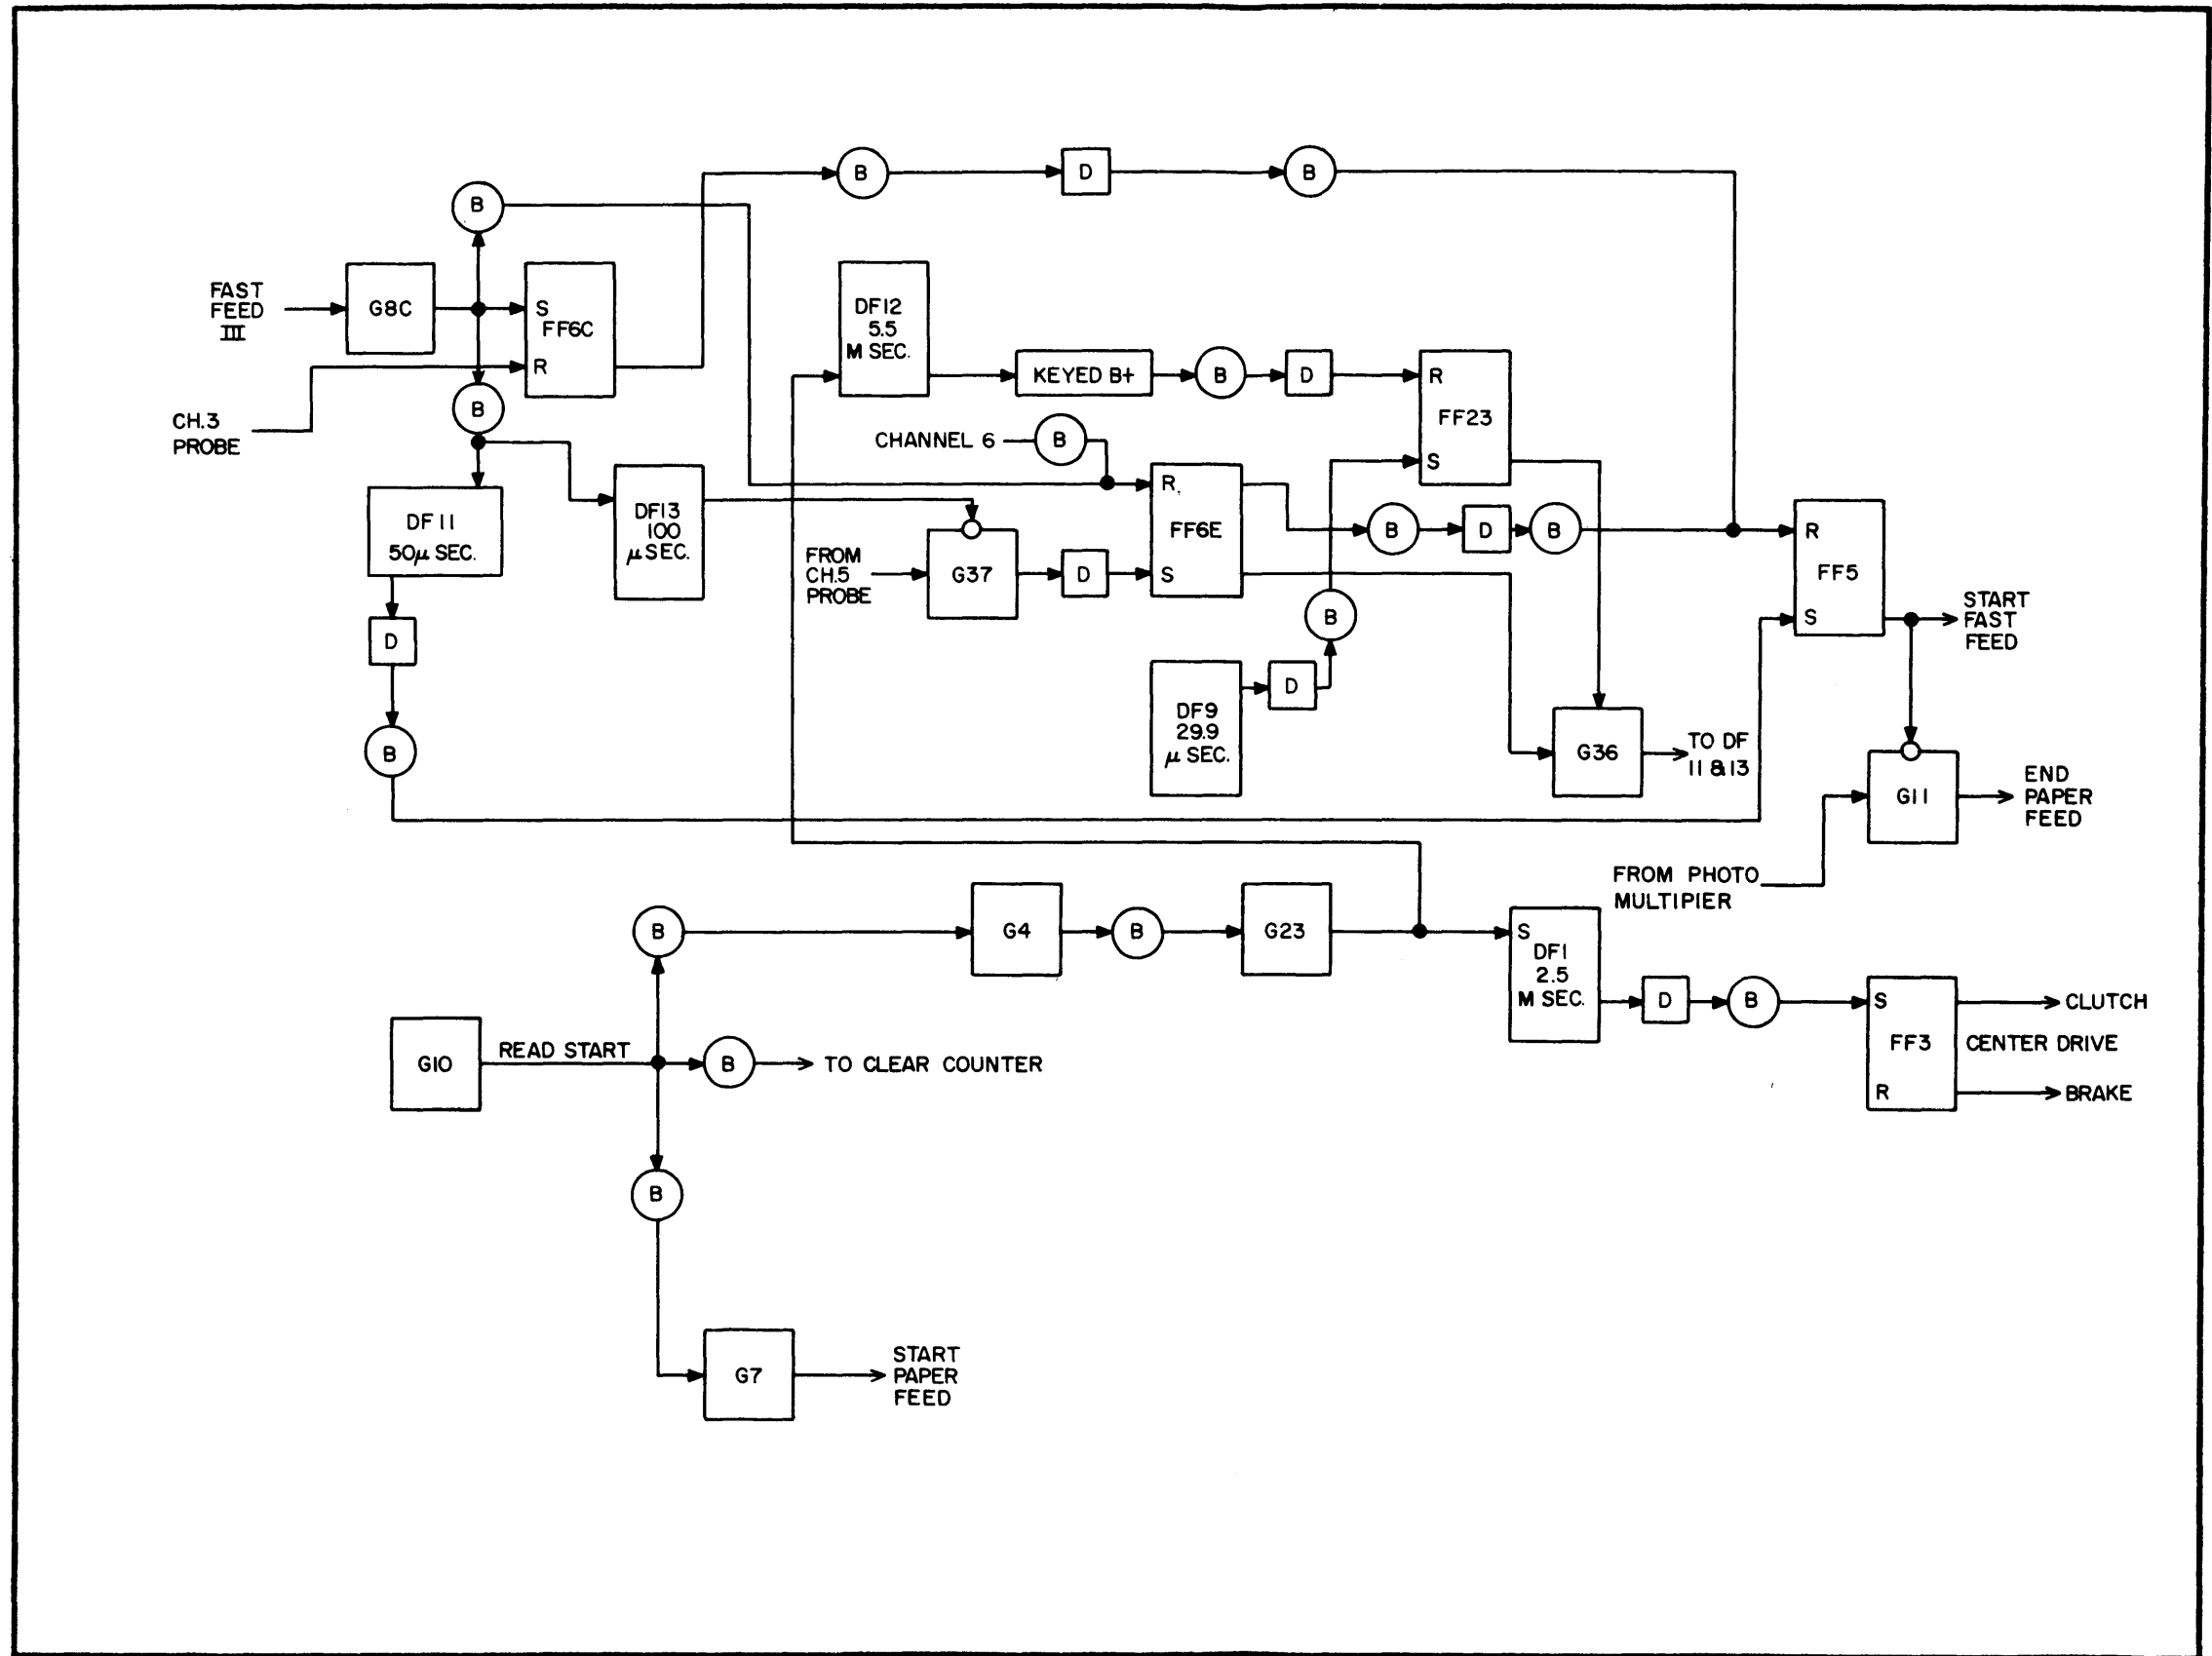 B
D
B
B
FAST
FEED
III
G8C
S
FF6C
R
DF12
5.5
M SEC.
KEYED B+
B
D
R
FF23
S
B
CH.3
PROBE
CHANNEL 6
B
DF11
50μ SEC.
DF13
100
μ SEC.
R
FF6E
S
B
D
B
R
FF5
S
FROM
CH.5
PROBE
G37
D
B
START
FAST
FEED
D
DF9
29.9
μ SEC.
D
B
G36
TO DF
11 & 13
G11
END
PAPER
FEED
FROM PHOTO
MULTIPIER
B
G4
B
G23
S
DF1
2.5
M SEC.
D
B
S
FF3
R
CLUTCH
CENTER DRIVE
BRAKE
G10
READ START
B
TO CLEAR COUNTER
B
G7
START
PAPER
FEED